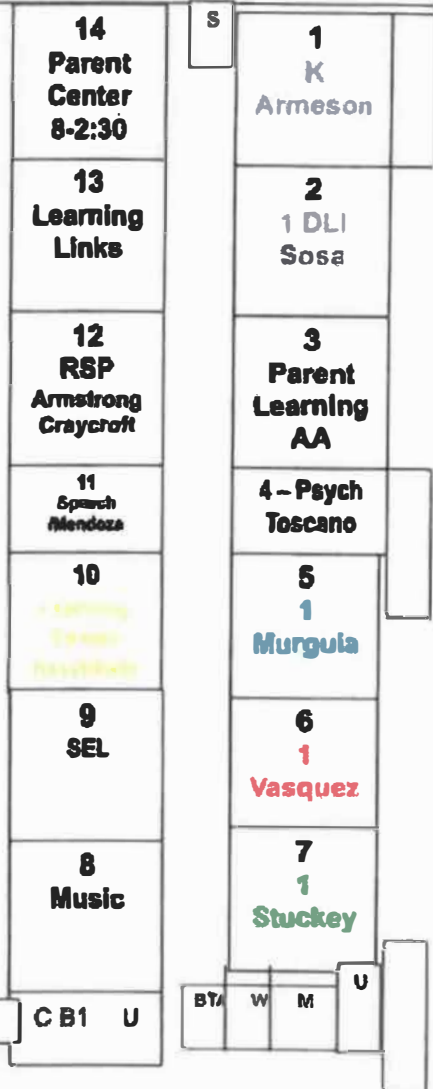 14
Parent
Center
8-2:30
13
Learning
Links
12
RSP
Armstrong
Craycroft
11
Speech
Mendoza
10
9
SEL
8
Music
C B1 U
S
1
K
Armeson
2
1 DLI
Sosa
3
Parent
Learning
AA
4 – Psych
Toscano
5
1
Murguia
6
1
Vasquez
7
1
Stuckey
BTA W M
U